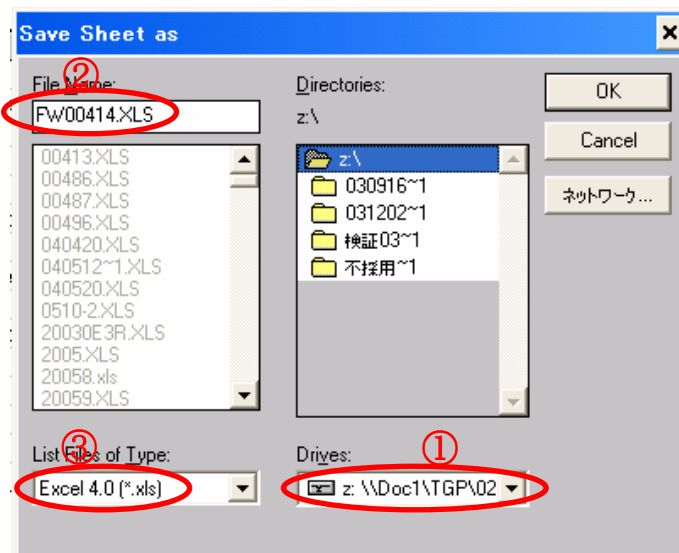 Save Sheet as
②
File Name:
FW00414.XLS
00413.XLS
00486.XLS
00487.XLS
00496.XLS
040420.XLS
040512~1.XLS
040520.XLS
0510-2.XLS
20030E3R.XLS
2005.XLS
20058.xls
20059.XLS
Directories:
z:\
z:\
030916~1
031202~1
検証03~1
不採用~1
OK
Cancel
ネットワーク...
③
List Files of Type:
Excel 4.0 (*.xls)
①
Drives:
z: \\Doc1\TGP\02